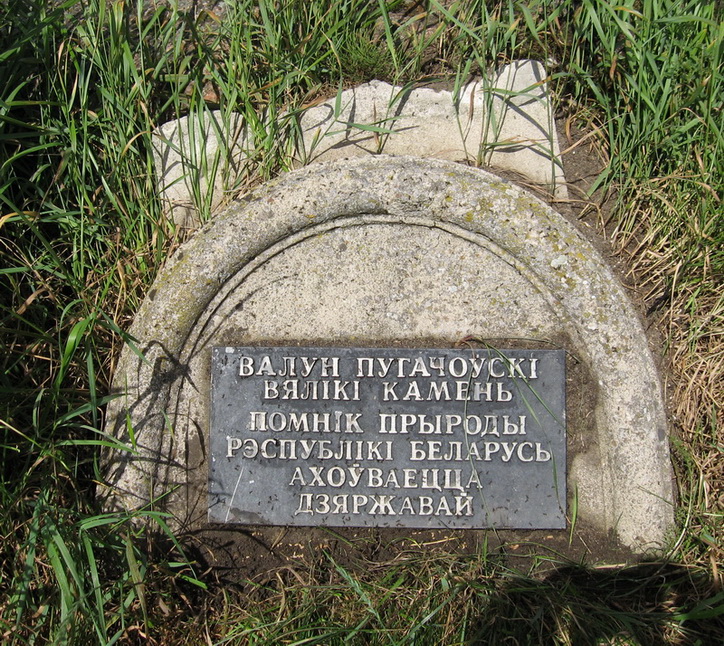 ВАЛУН ПУГАЧОЎСКІ
ВЯЛІКІ КАМЕНЬ
ПОМНІК ПРЫРОДЫ
РЭСПУБЛІКІ БЕЛАРУСЬ
АХОЎВАЕЦЦА
ДЗЯРЖАВАЙ